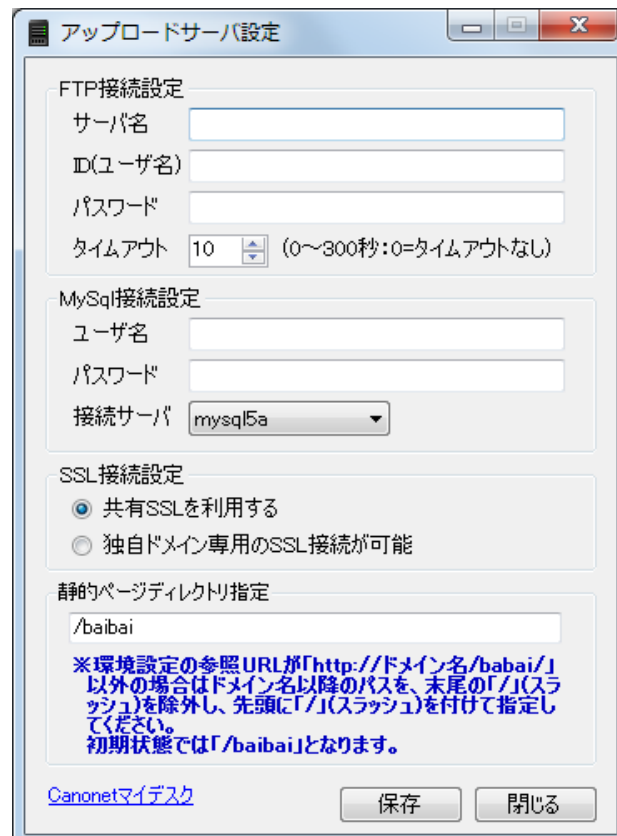 アップロードサーバ設定
FTP接続設定
サーバ名
ID(ユーザ名)
パスワード
タイムアウト 10 (0～300秒:0=タイムアウトなし)
MySql接続設定
ユーザ名
パスワード
接続サーバ mysql5a
SSL接続設定
共有SSLを利用する
独自ドメイン専用のSSL接続が可能
静的ページディレクトリ指定
/baibai
※環境設定の参照URLが「http://ドメイン名/babai/」
以外の場合はドメイン名以降のパスを、末尾の「/」(スラ
ッシュ)を除外し、先頭に「/」(スラッシュ)を付けて指定し
てください。
初期状態では「/baibai」となります。
Canonetマイデスク 保存 閉じる